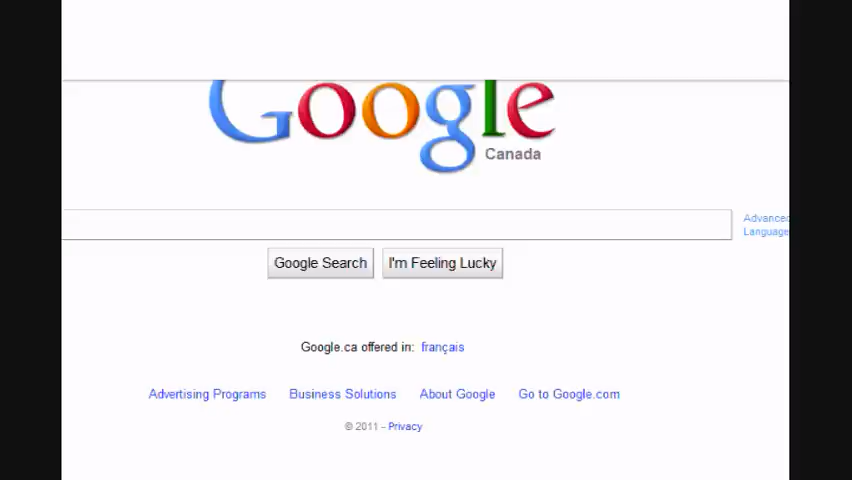 Google
Canada
Advanced
Language
Google Search I'm Feeling Lucky
Google.ca offered in: français
Advertising Programs Business Solutions About Google Go to Google.com
© 2011 - Privacy